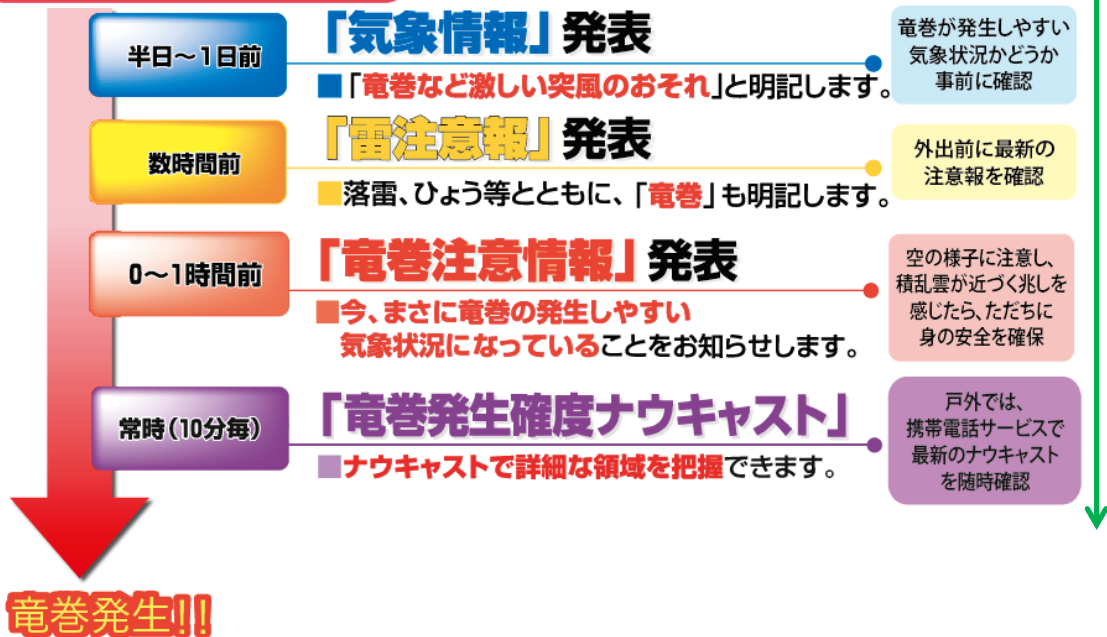 半日～1日前
「気象情報」発表
■「竜巻など激しい突風のおそれ」と明記します。
竜巻が発生しやすい
気象状況かどうか
事前に確認
数時間前
「雷注意報」発表
■落雷、ひょう等とともに、「竜巻」も明記します。
外出前に最新の
注意報を確認
0～1時間前
「竜巻注意情報」発表
■今、まさに竜巻の発生しやすい
気象状況になっていることをお知らせします。
空の様子に注意し、
積乱雲が近づく兆しを
感じたら、ただちに
身の安全を確保
常時(10分毎)
「竜巻発生確度ナウキャスト」
■ナウキャストで詳細な領域を把握できます。
戸外では、
携帯電話サービスで
最新のナウキャスト
を随時確認
竜巻発生!!